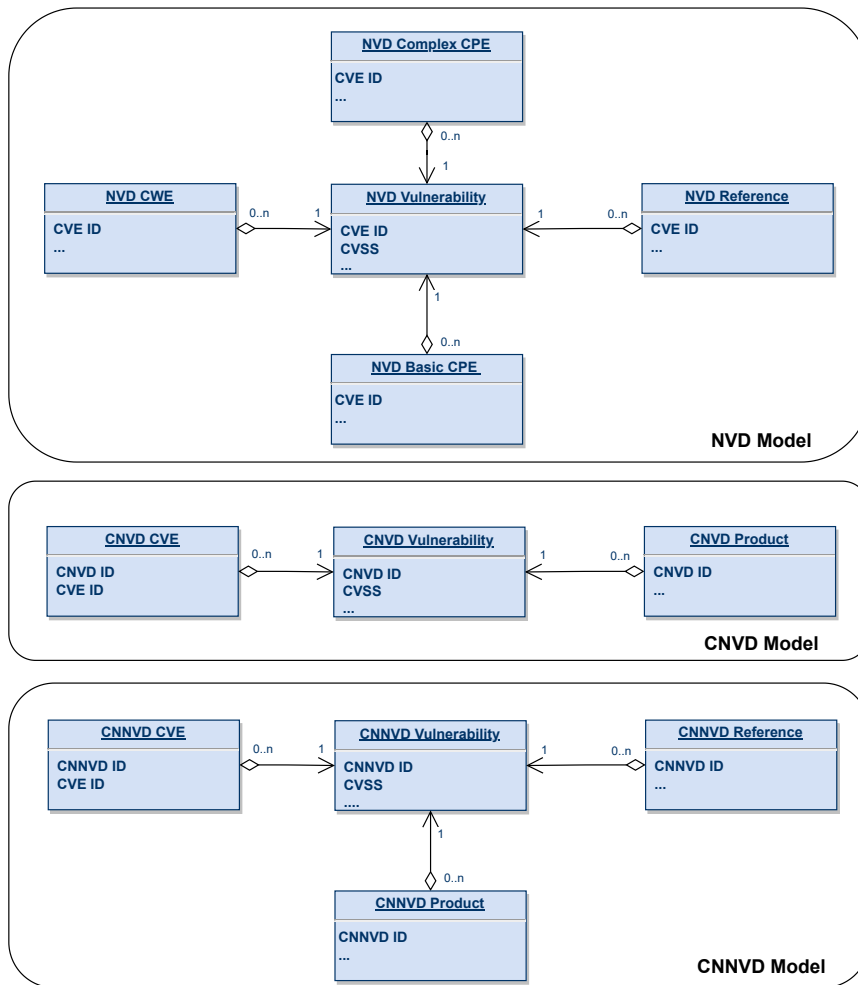 NVD Complex CPE
CVE ID
...
0..n
1
NVD CWE
CVE ID
...
0..n
1
NVD Vulnerability
CVE ID
CVSS
...
1
0..n
NVD Reference
CVE ID
...
1
0..n
NVD Basic CPE
CVE ID
...
NVD Model
CNVD CVE
CNVD ID
CVE ID
0..n
1
CNVD Vulnerability
CNVD ID
CVSS
...
1
0..n
CNVD Product
CNVD ID
...
CNVD Model
CNNVD CVE
CNNVD ID
CVE ID
0..n
1
CNNVD Vulnerability
CNNVD ID
CVSS
....
1
0..n
CNNVD Reference
CNNVD ID
...
1
0..n
CNNVD Product
CNNVD ID
...
CNNVD Model